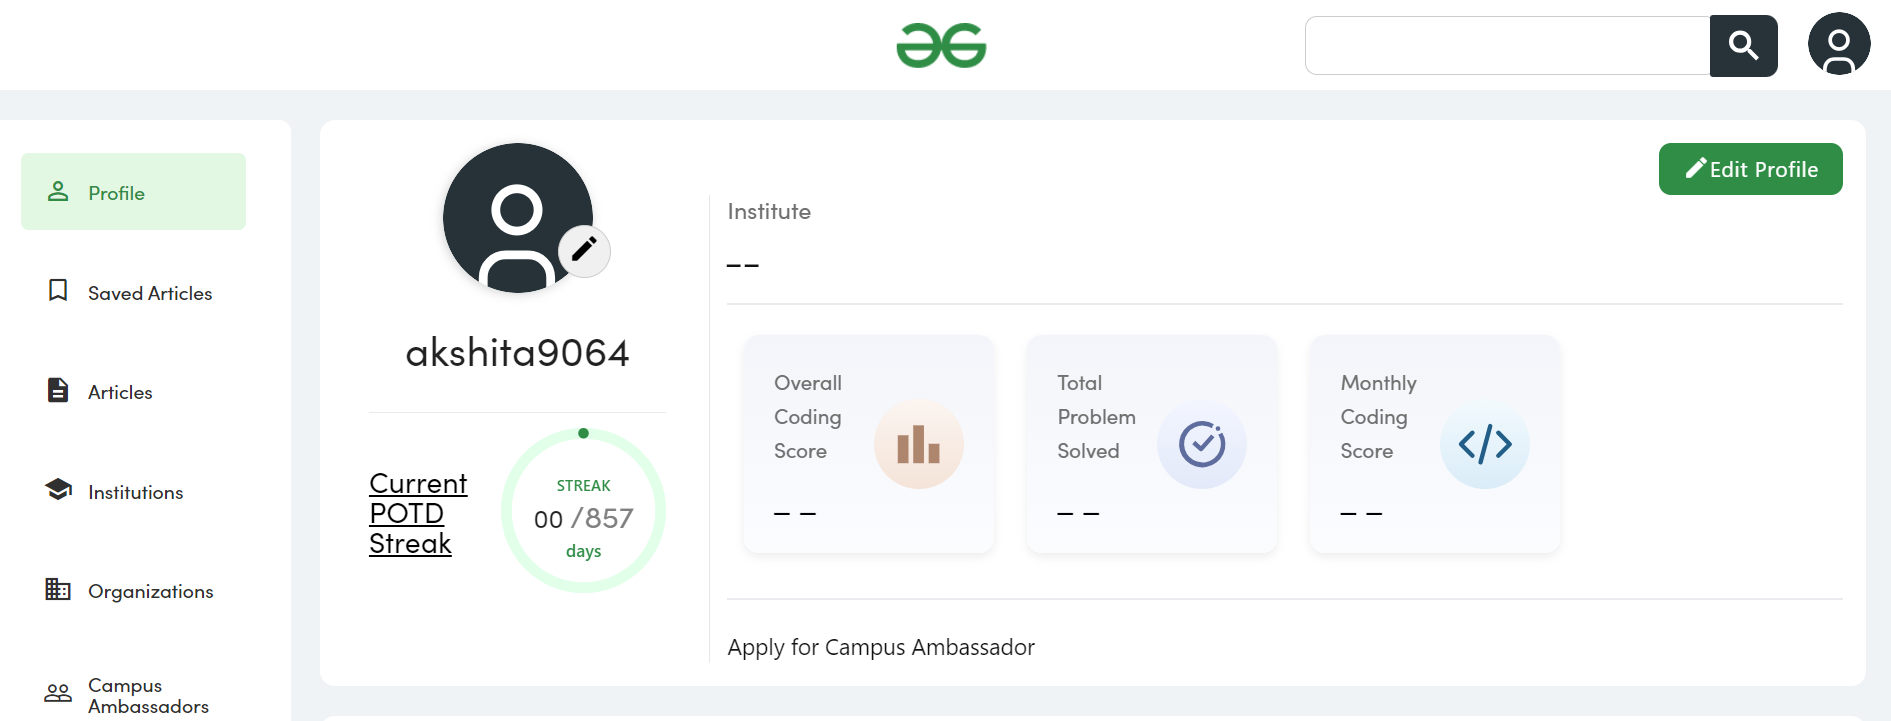 Profile
Saved Articles
Articles
Institutions
Organizations
Campus
Ambassadors
akshita9064
Current
POTD
Streak
STREAK
00 /857
days
Edit Profile
Institute
__
Overall
Coding
Score
_ _
Total
Problem
Solved
_ _
Monthly
Coding
Score
_ _
Apply for Campus Ambassador